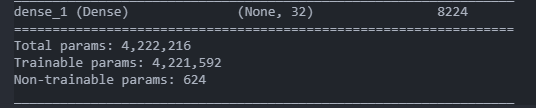 dense_1 (Dense) (None, 32) 8224
=================================================================
Total params: 4,222,216
Trainable params: 4,221,592
Non-trainable params: 624
_________________________________________________________________